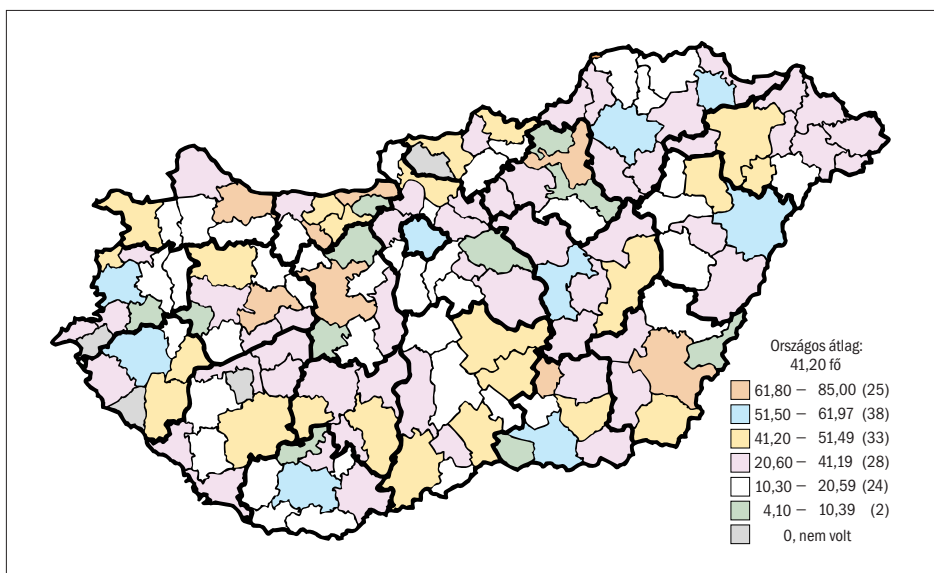 Országos átlag:
41,20 fő
61,80 – 85,00 (25)
51,50 – 61,97 (38)
41,20 – 51,49 (33)
20,60 – 41,19 (28)
10,30 – 20,59 (24)
4,10 – 10,39 (2)
0, nem volt